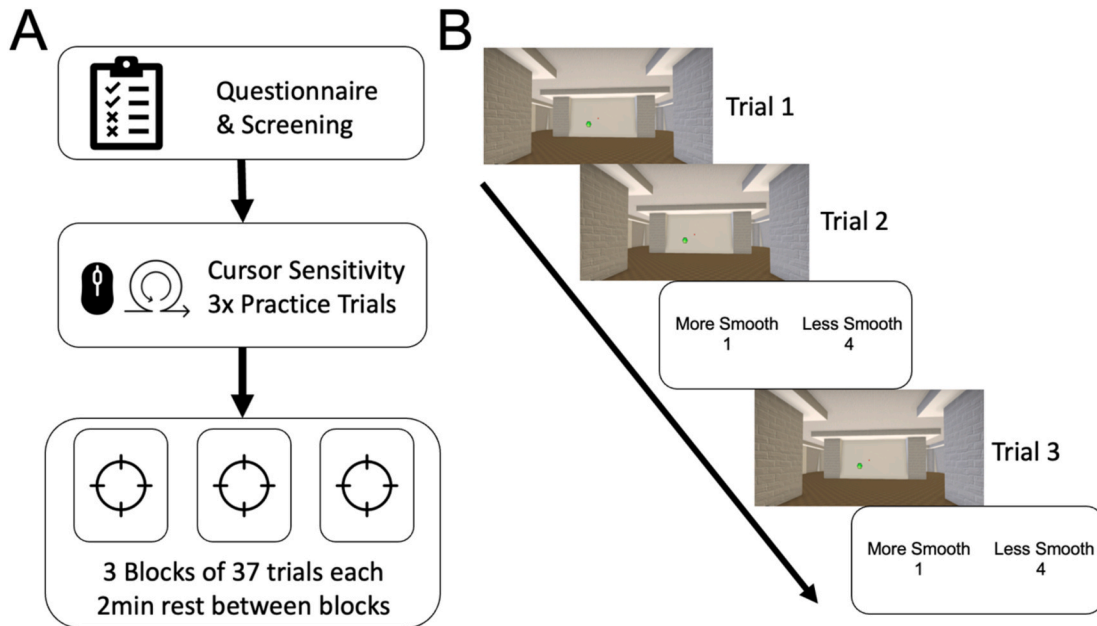 A
Questionnaire
& Screening
Cursor Sensitivity
3x Practice Trials
3 Blocks of 37 trials each
2min rest between blocks
B
Trial 1
Trial 2
More Smooth Less Smooth
1 4
Trial 3
More Smooth Less Smooth
1 4